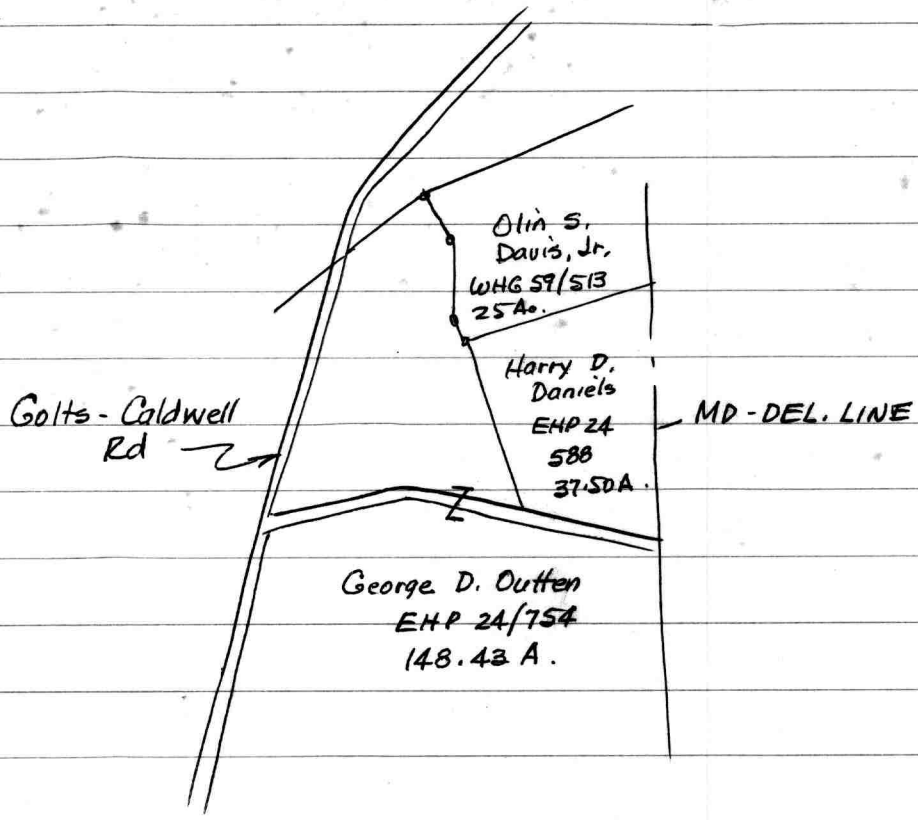 Olin S.
Davis, Jr.
WHG 59/513
25 Ac.
Harry D.
Daniels
EHP 24
588
37.50 A.
Golts - Caldwell
Rd
MD - DEL. LINE
Z
George D. Outten
EHP 24/754
148.43 A.